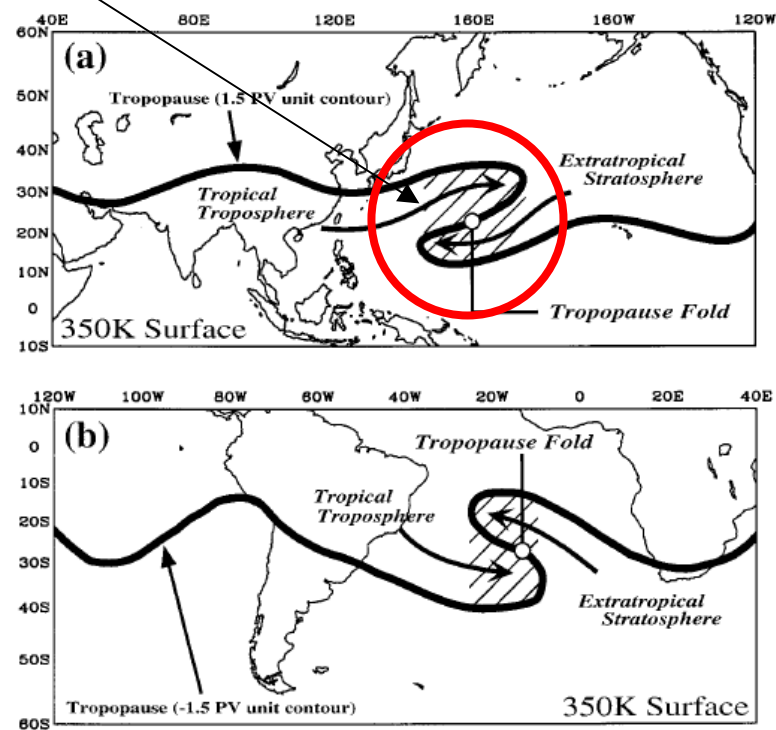 40E 80E 120E 160E 160W 120W
60N
(a)
50N
Tropopause (1.5 PV unit contour)
40N
Extratropical
Stratosphere
30N
Tropical
Troposphere
20N
10N
0
Tropopause Fold
350K Surface
10S
120W 100W 80W 60W 40W 20W 0 20E 40E
10N
(b)
Tropopause Fold
0
10S
Tropical
Troposphere
20S
30S
Extratropical
Stratosphere
40S
50S
Tropopause (-1.5 PV unit contour)
350K Surface
60S